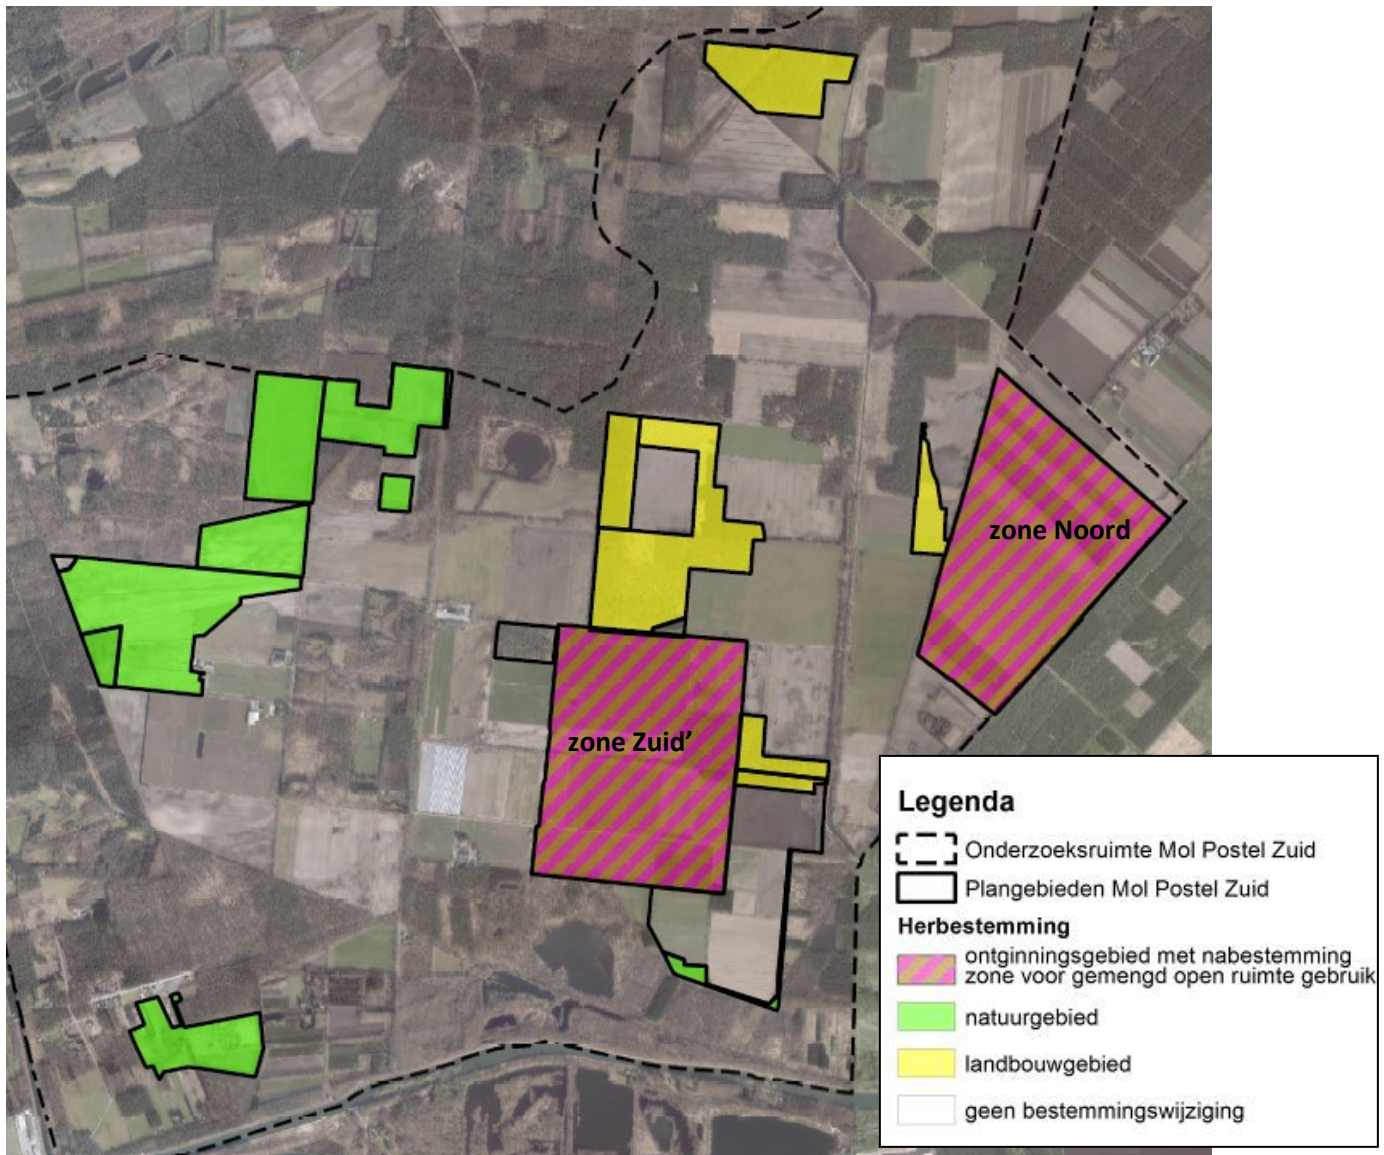 zone Noord
zone Zuid’
Legenda
Onderzoeksruimte Mol Postel Zuid
Plangebieden Mol Postel Zuid
Herbestemming
ontginningsgebied met nabestemming
zone voor gemengd open ruimte gebruik
natuurgebied
landbouwgebied
geen bestemmingswijziging